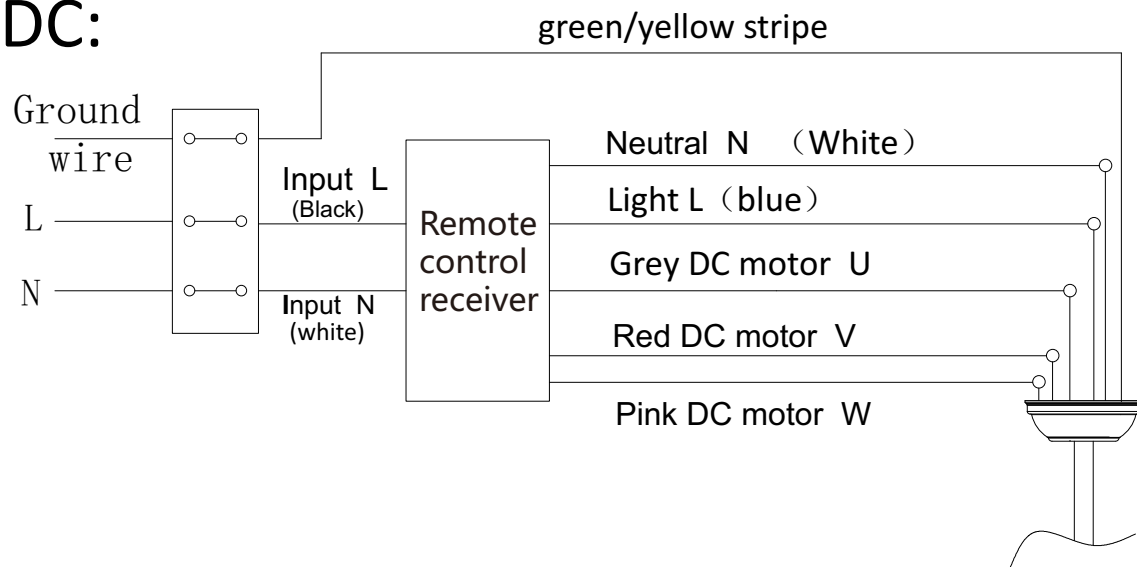 DC:
green/yellow stripe
Ground
wire
L
N
Input L
(Black)
Input N
(white)
Remote
control
receiver
Neutral N （White）
Light L（blue）
Grey DC motor U
Red DC motor V
Pink DC motor W